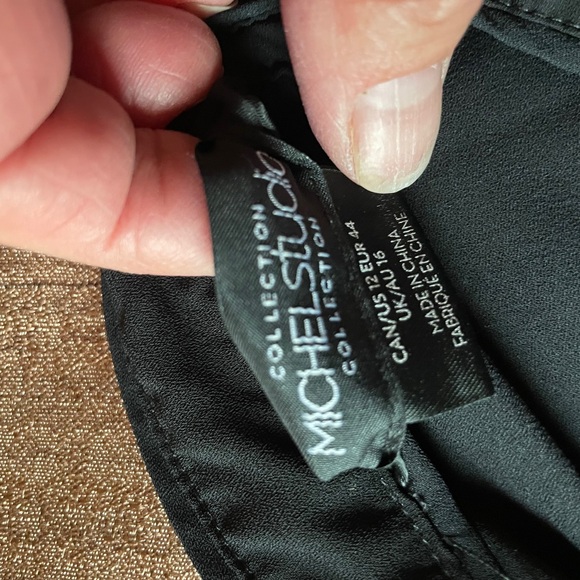 COLLECTION
MICHEL studio
COLLECTION
CAN/US 12 EUR 44
UK/AU 16
MADE IN CHINA
FABRIQUÉ EN CHINE